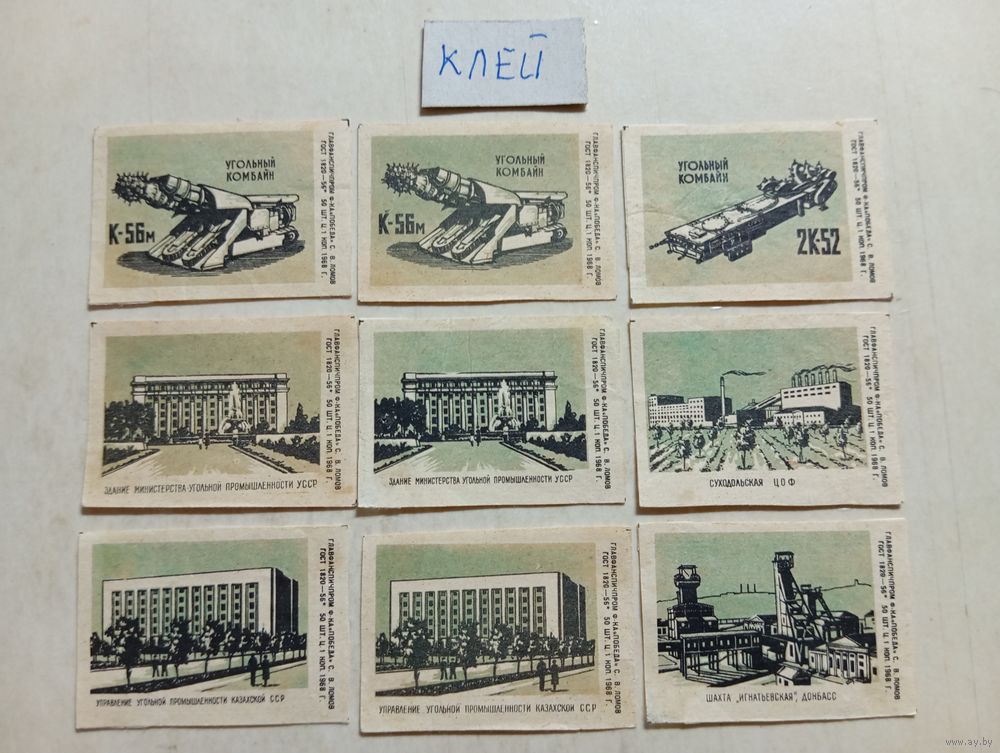 КЛЕЙ
УГОЛЬНЫЙ
КОМБАЙН
К-56м
ГЛАВФАНСПИЧПРОМ Ф-КА«ПОБЕДА» С. В. ЛОМОВ
ГОСТ 1820—56* 50 ШТ. Ц. 1 КОП. 1968 Г.
УГОЛЬНЫЙ
КОМБАЙН
К-56м
ГЛАВФАНСПИЧПРОМ Ф-КА«ПОБЕДА» С. В. ЛОМОВ
ГОСТ 1820—56* 50 ШТ. Ц. 1 КОП. 1968 Г.
УГОЛЬНЫЙ
КОМБАЙН
2К-52
ГЛАВФАНСПИЧПРОМ Ф-КА«ПОБЕДА» С. В. ЛОМОВ
ГОСТ 1820—56* 50 ШТ. Ц. 1 КОП. 1968 Г.
ЗДАНИЕ МИНИСТЕРСТВА УГОЛЬНОЙ ПРОМЫШЛЕННОСТИ УССР
ГЛАВФАНСПИЧПРОМ Ф-КА«ПОБЕДА» С. В. ЛОМОВ
ГОСТ 1820—56* 50 ШТ. Ц. 1 КОП. 1968 Г.
ЗДАНИЕ МИНИСТЕРСТВА УГОЛЬНОЙ ПРОМЫШЛЕННОСТИ УССР
ГЛАВФАНСПИЧПРОМ Ф-КА«ПОБЕДА» С. В. ЛОМОВ
ГОСТ 1820—56* 50 ШТ. Ц. 1 КОП. 1968 Г.
СУХОДОЛЬСКАЯ ЦОФ
ГЛАВФАНСПИЧПРОМ Ф-КА«ПОБЕДА» С. В. ЛОМОВ
ГОСТ 1820—56* 50 ШТ. Ц. 1 КОП. 1968 Г.
УПРАВЛЕНИЕ УГОЛЬНОЙ ПРОМЫШЛЕННОСТИ КАЗАХСКОЙ ССР
ГЛАВФАНСПИЧПРОМ Ф-КА«ПОБЕДА» С. В. ЛОМОВ
ГОСТ 1820—56* 50 ШТ. Ц. 1 КОП. 1968 Г.
УПРАВЛЕНИЕ УГОЛЬНОЙ ПРОМЫШЛЕННОСТИ КАЗАХСКОЙ ССР
ГЛАВФАНСПИЧПРОМ Ф-КА«ПОБЕДА» С. В. ЛОМОВ
ГОСТ 1820—56* 50 ШТ. Ц. 1 КОП. 1968 Г.
ШАХТА „ИГНАТЬЕВСКАЯ", ДОНБАСС
ГЛАВФАНСПИЧПРОМ Ф-КА«ПОБЕДА» С. В. ЛОМОВ
ГОСТ 1820—56* 50 ШТ. Ц. 1 КОП. 1968 Г.
www.ay.by